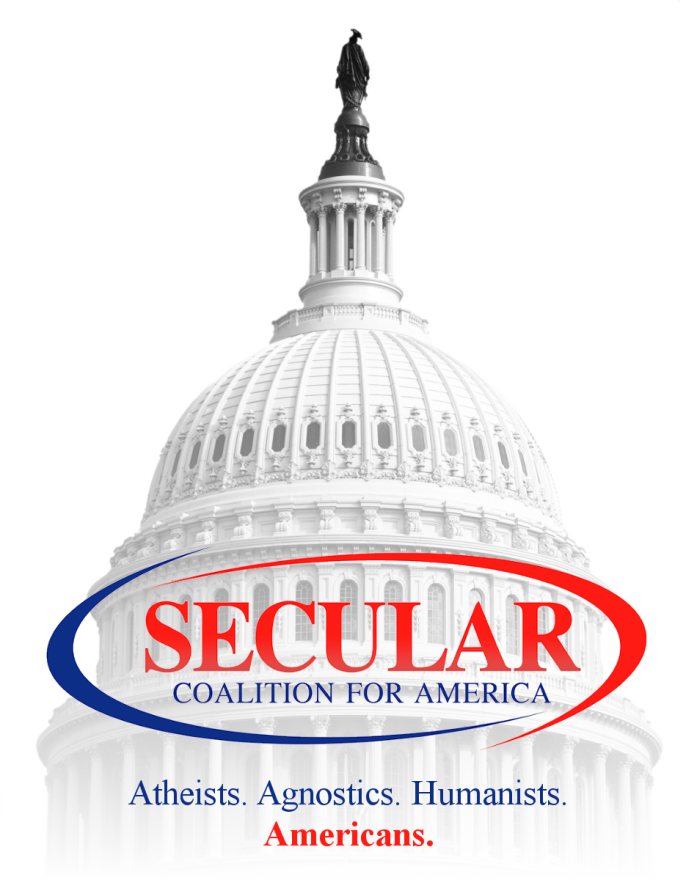 SECULAR
COALITION FOR AMERICA
Atheists. Agnostics. Humanists.
Americans.